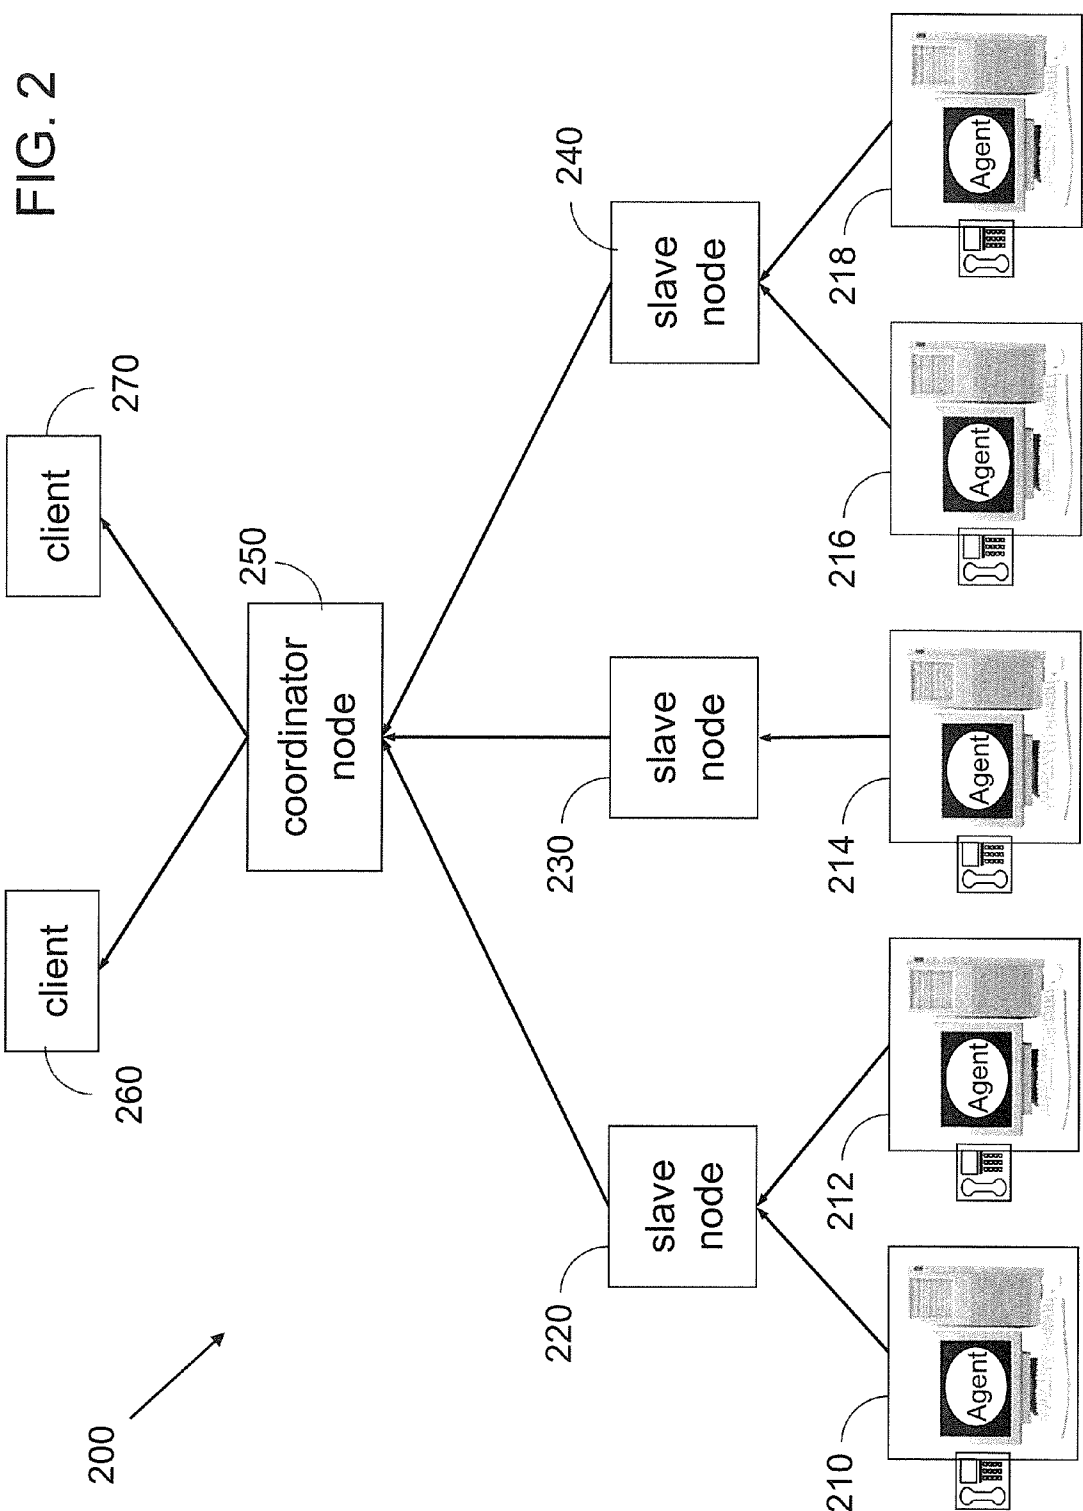 FIG. 2
200
client
260
client
270
coordinator
node
250
slave
node
220
slave
node
230
slave
node
240
Agent
210
Agent
212
Agent
214
Agent
216
Agent
218